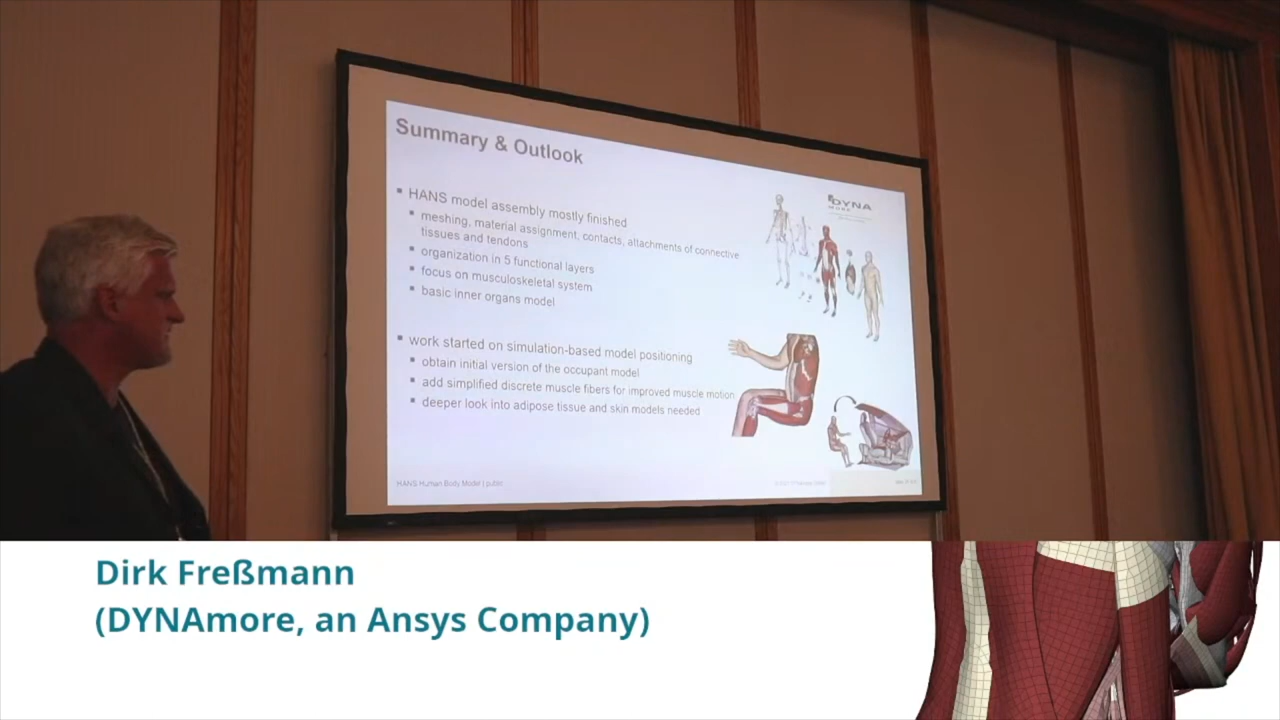 Summary & Outlook
DYNA
MORE
▪ HANS model assembly mostly finished
▪ meshing, material assignment, contacts, attachments of connective
tissues and tendons
▪ organization in 5 functional layers
▪ focus on musculoskeletal system
▪ basic inner organs model
▪ work started on simulation-based model positioning
▪ obtain initial version of the occupant model
▪ add simplified discrete muscle fibers for improved muscle motion
▪ deeper look into adipose tissue and skin models needed
HANS Human Body Model | public
Dirk Freßmann
(DYNAmore, an Ansys Company)